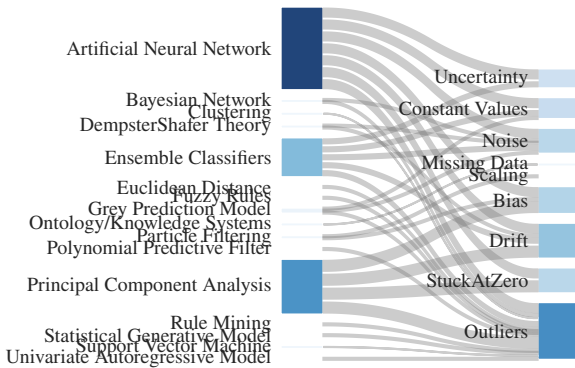 Artificial Neural Network
Bayesian Network
Clustering
DempsterShafer Theory
Ensemble Classifiers
Euclidean Distance
Fuzzy Rules
Grey Prediction Model
Ontology/Knowledge Systems
Particle Filtering
Polynomial Predictive Filter
Principal Component Analysis
Rule Mining
Statistical Generative Model
Support Vector Machine
Univariate Autoregressive Model
Uncertainty
Constant Values
Noise
Missing Data
Scaling
Bias
Drift
StuckAtZero
Outliers